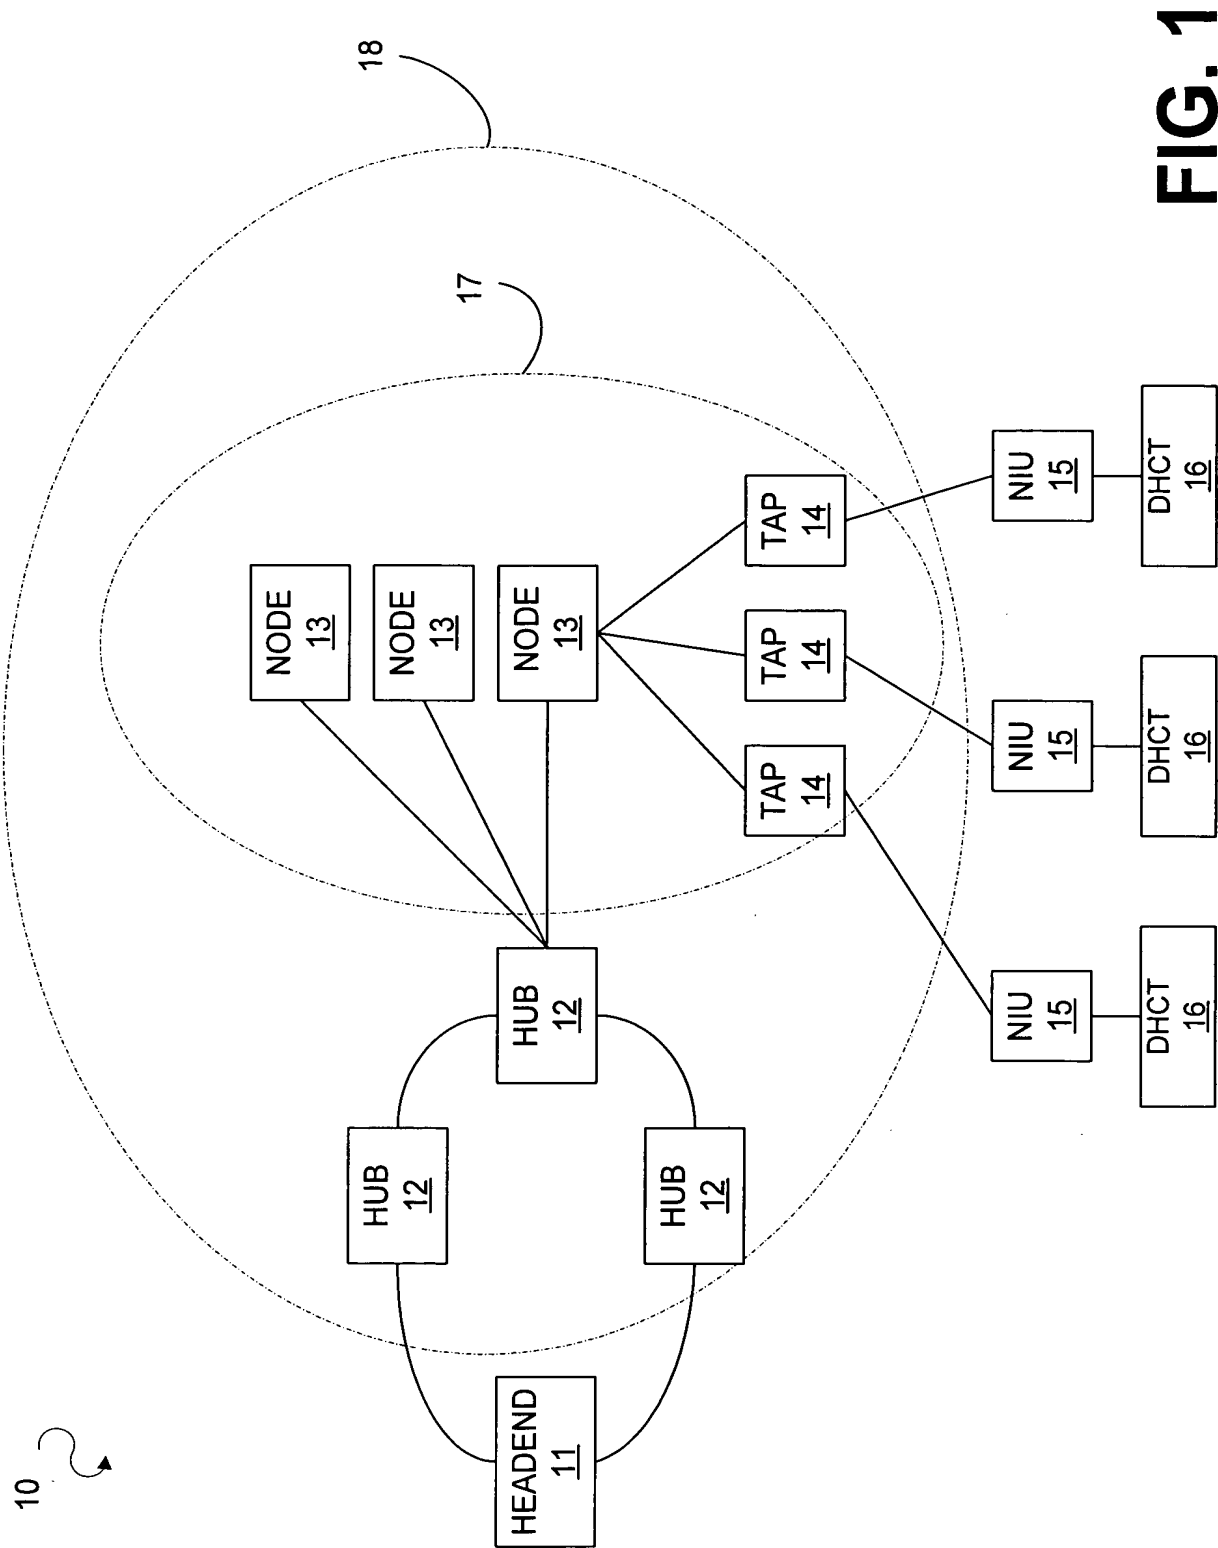 10
18
17
HEADEND
11
HUB
12
HUB
12
HUB
12
NODE
13
NODE
13
NODE
13
TAP
14
TAP
14
TAP
14
NIU
15
NIU
15
NIU
15
DHCT
16
DHCT
16
DHCT
16
FIG. 1